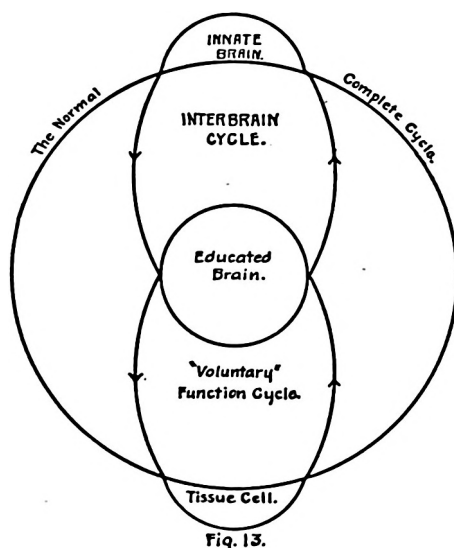 INNATE
BRAIN.
The Normal
Complete Cycle.
INTERBRAIN
CYCLE.
Educated
Brain.
"Voluntary"
Function Cycle.
Tissue Cell.
Fig. 13.